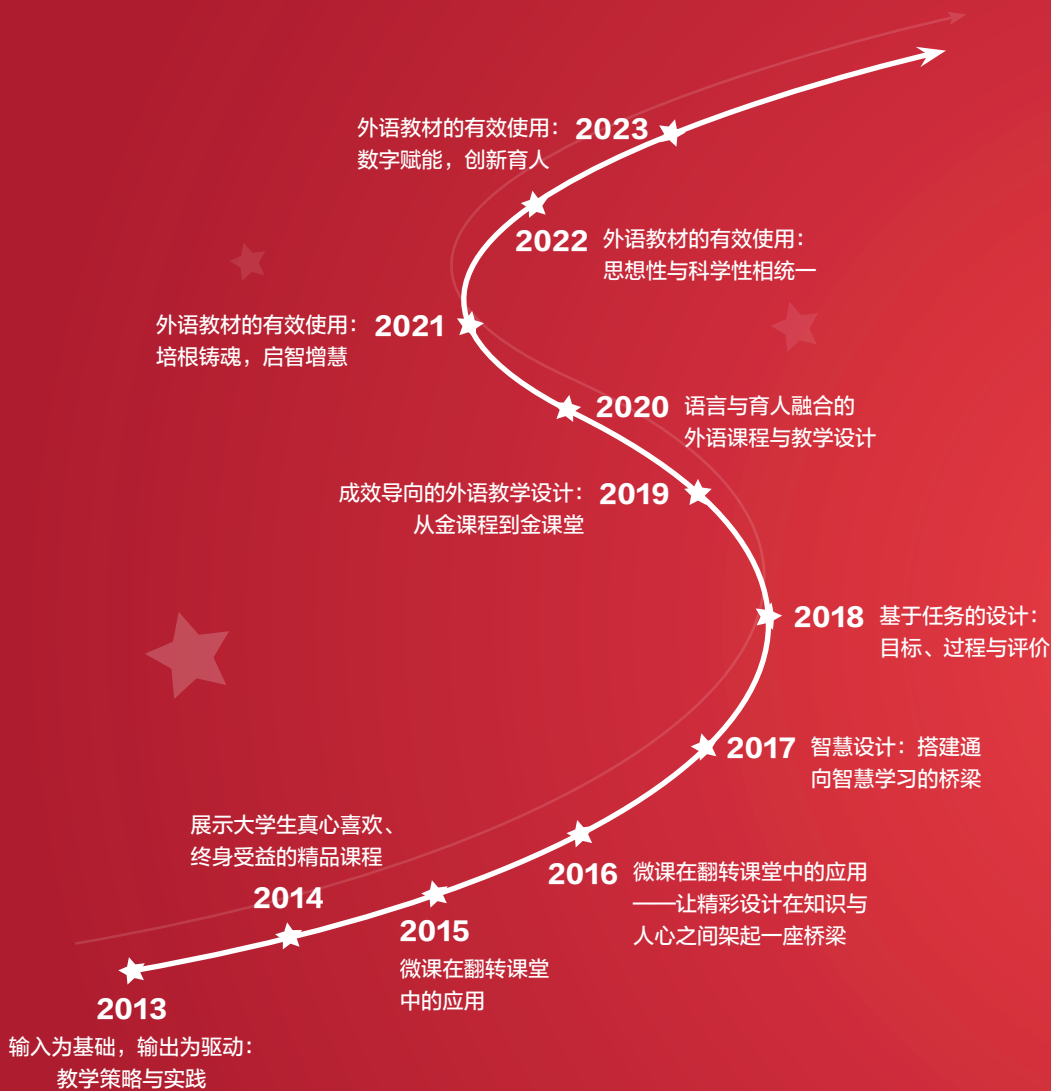 外语教材的有效使用： 2023
数字赋能，创新育人
2022 外语教材的有效使用：
思想性与科学性相统一
外语教材的有效使用： 2021
培根铸魂，启智增慧
2020 语言与育人融合的
外语课程与教学设计
成效导向的外语教学设计： 2019
从金课程到金课堂
2018 基于任务的设计：
目标、过程与评价
2017 智慧设计：搭建通
向智慧学习的桥梁
展示大学生真心喜欢、
终身受益的精品课程
2014
2016 微课在翻转课堂中的应用
——让精彩设计在知识与
人心之间架起一座桥梁
2015
微课在翻转课堂
中的应用
2013
输入为基础，输出为驱动：
教学策略与实践